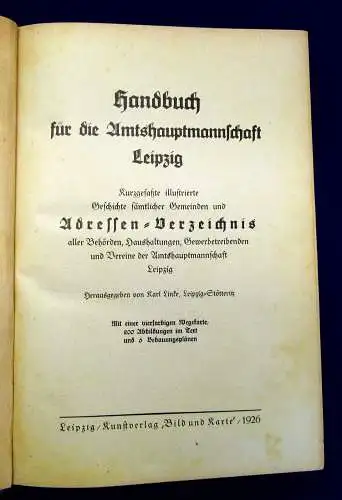 Handbuch
für die Amtshauptmannschaft
Leipzig
Kurzgefaßte illustrierte
Geschichte sämtlicher Gemeinden und
Adressen-Verzeichnis
aller Behörden, Haushaltungen, Gewerbetreibenden
und Vereine der Amtshauptmannschaft
Leipzig
Herausgegeben von Karl Linke, Leipzig-Stötteritz
Mit einer vierfarbigen Wegekarte,
200 Abbildungen im Text
und 6 Bebauungsplänen
Leipzig / Kunstverlag „Bild und Karte“ / 1926